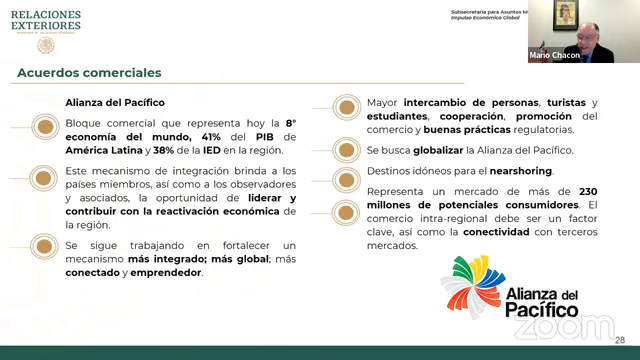 RELACIONES
EXTERIORES
Subsecretaría para Asuntos M
Impulso Económico Global
Mario Chacon
Acuerdos comerciales
Alianza del Pacífico
Bloque comercial que representa hoy la 8°
economía del mundo, 41% del PIB de
América Latina y 38% de la IED en la región.
Este mecanismo de integración brinda a los
países miembros, así como a los observadores
y asociados, la oportunidad de liderar y
contribuir con la reactivación económica de
la región.
Se sigue trabajando en fortalecer un
mecanismo más integrado; más global; más
conectado y emprendedor.
Mayor intercambio de personas, turistas y
estudiantes, cooperación, promoción del
comercio y buenas prácticas regulatorias.
Se busca globalizar la Alianza del Pacífico.
Destinos idóneos para el nearshoring.
Representa un mercado de más de 230
millones de potenciales consumidores. El
comercio intra-regional debe ser un factor
clave, así como la conectividad con terceros
mercados.
Alianza del
Pacífico
zoom
28